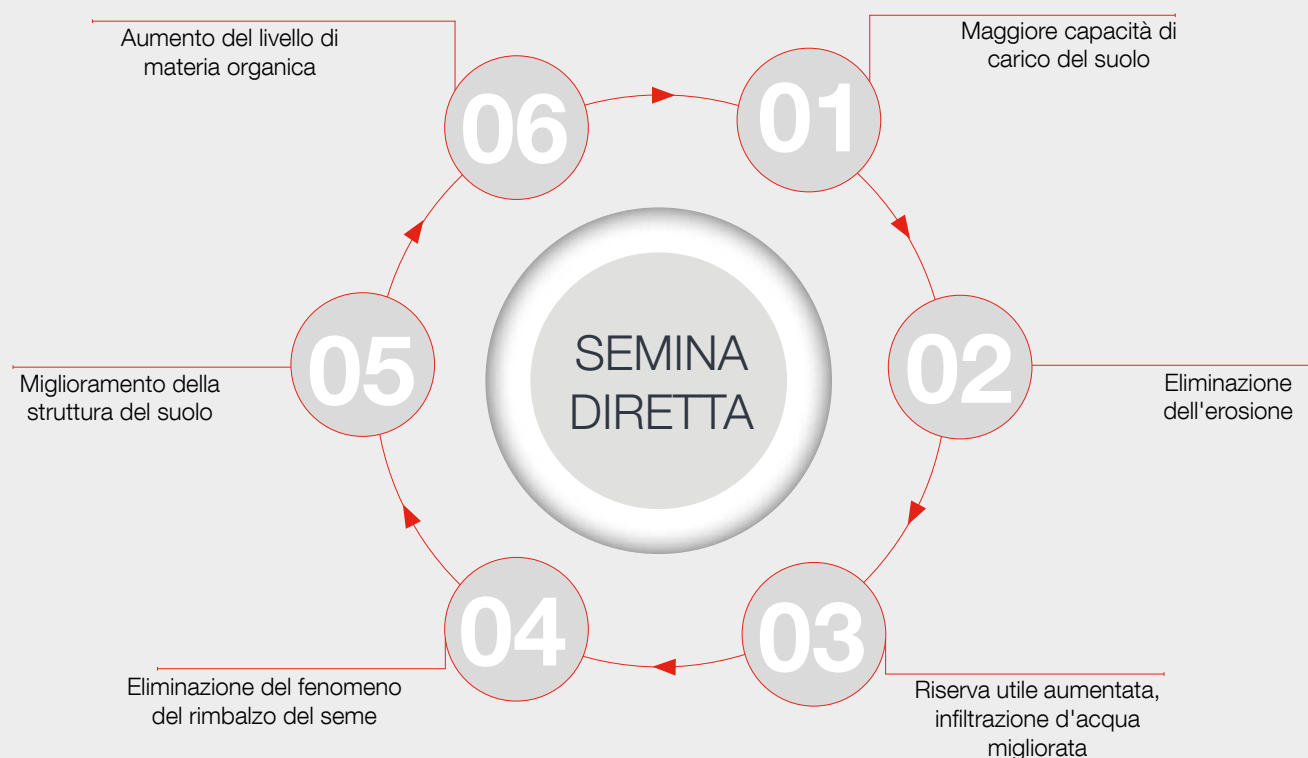 01
Maggiore capacità di
carico del suolo
02
Eliminazione
dell'erosione
03
Riserva utile aumentata,
infiltrazione d'acqua
migliorata
04
Eliminazione del fenomeno
del rimbalzo del seme
05
Miglioramento della
struttura del suolo
06
Aumento del livello di
materia organica
SEMINA
DIRETTA